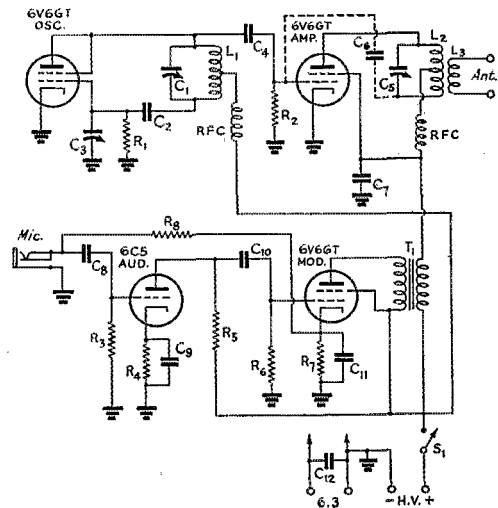 6V6GT
OSC.
C4
6V6GT
AMP.
C6
L2
L3
L1
C1
C5
Ant.
C2
R2
RFC
RFC
C3
R1
C7
Mic.
R8
T1
C8
6C5
AUD.
C10
6V6GT
MOD.
R3
R4
C9
R5
R6
R7
C11
S1
C12
6.3
- H.V. +